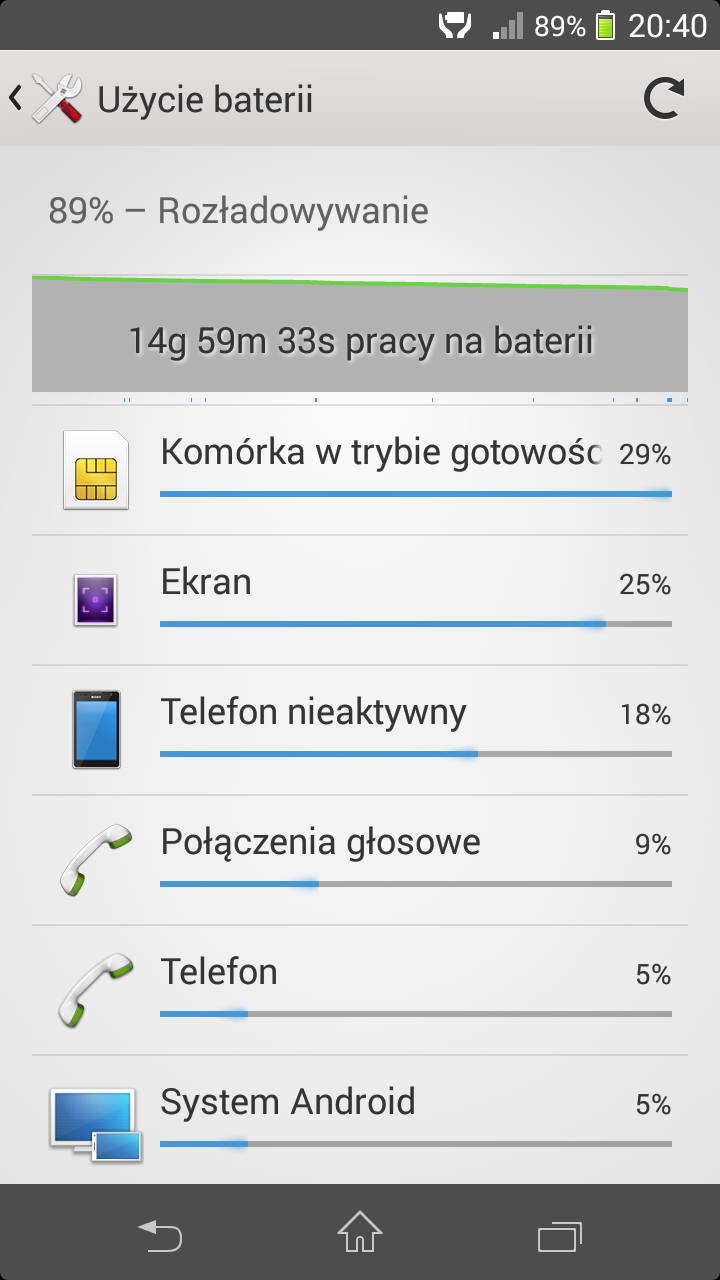 89% 20:40
Użycie baterii
89% – Rozładowywanie
14g 59m 33s pracy na baterii
Komórka w trybie gotowośc 29%
Ekran 25%
Telefon nieaktywny 18%
Połączenia głosowe 9%
Telefon 5%
System Android 5%